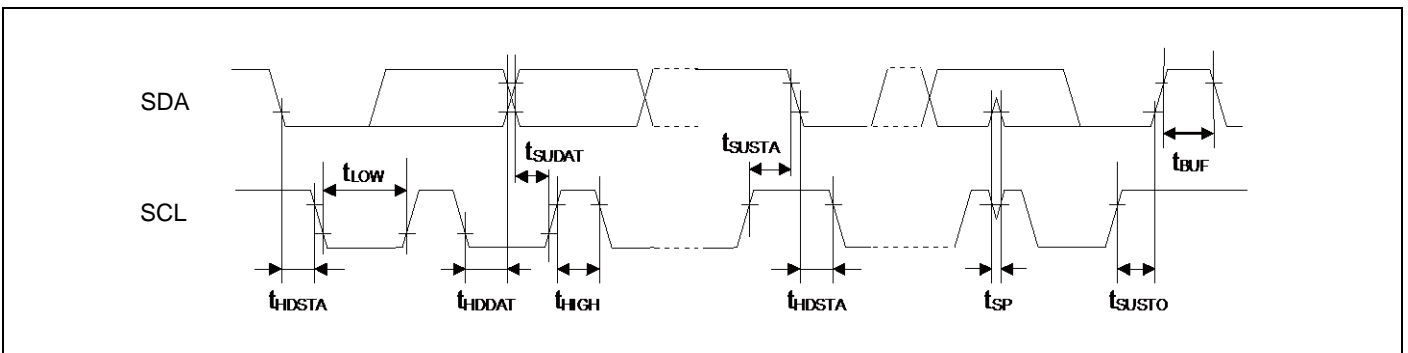 SDA
tSUDAT
tSUSTA
tLOW
tBUF
SCL
tHDSTA
tHDDAT
tHIGH
tHDSTA
tSP
tSUSTO